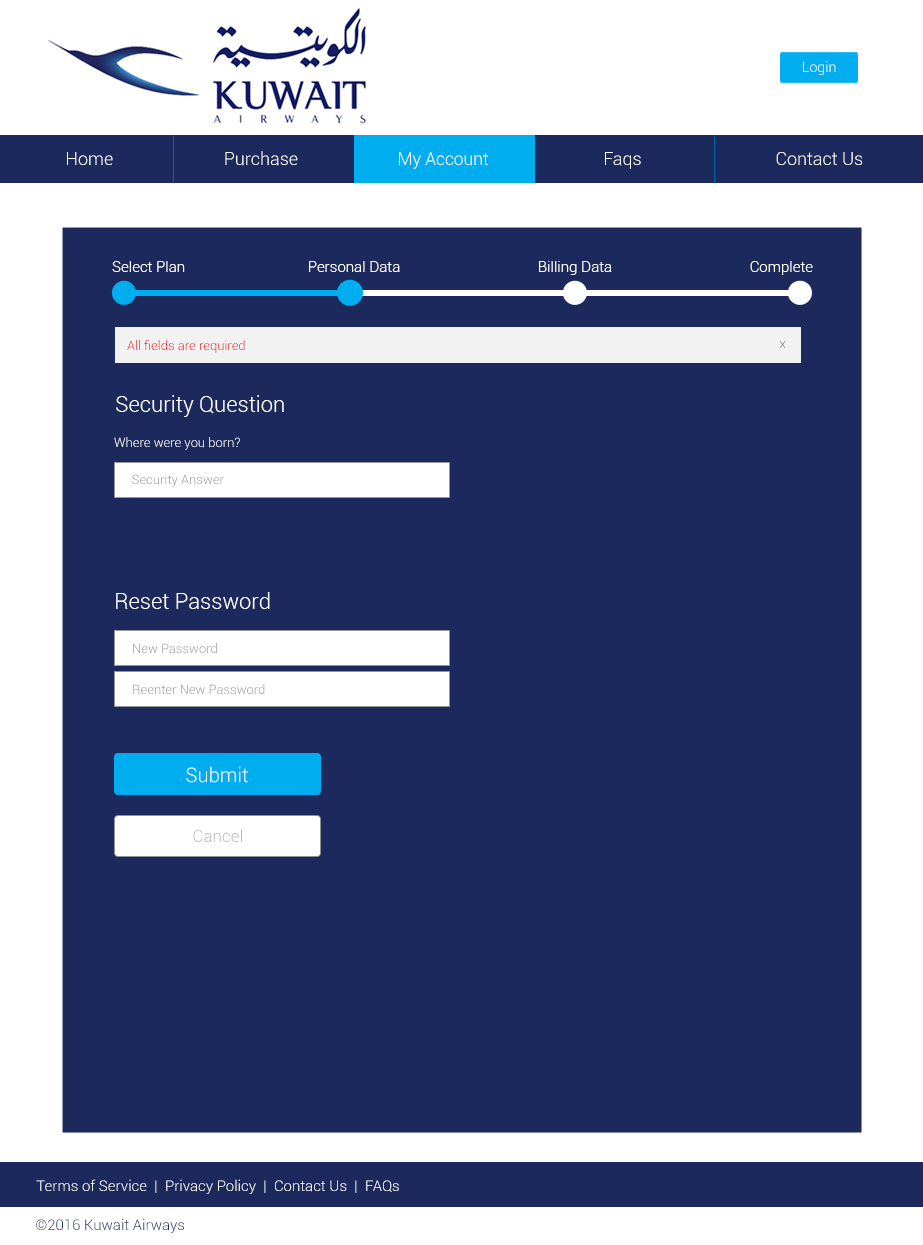 الكويتية
KUWAIT
AIRWAYS
Login
Home Purchase My Account Faqs Contact Us
Select Plan Personal Data Billing Data Complete
All fields are required x
Security Question
Where were you born?
Security Answer
Reset Password
New Password
Reenter New Password
Submit
Cancel
Terms of Service | Privacy Policy | Contact Us | FAQs
©2016 Kuwait Airways